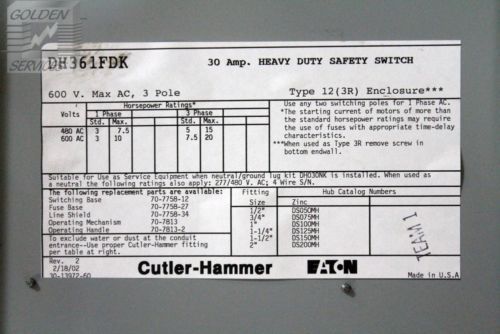 GOLDEN
SERVICES
DH361FDK
30 Amp. HEAVY DUTY SAFETY SWITCH
600 V. Max AC, 3 Pole
Type 12(3R) Enclosure***
Horsepower Ratings*
Volts 1 Phase 3 Phase
Std. Max. Std. Max.
480 AC 3 7.5 5 15
600 AC 3 10 7.5 20
Use any two switching poles for 1 Phase AC.
*The starting current of motors of more than
the standard horsepower ratings may require
the use of fuses with appropriate time-delay
characteristics.
***When used as Type 3R remove screw in
bottom endwall.
Suitable for Use as Service Equipment when neutral/ground lug kit DH030NK is installed. When used as
a neutral the following ratings also apply: 277/480 V. AC; 4 Wire S/N.
The following replacement parts are available:
Switching Base 70-7758-12
Fuse Base 70-7758-27
Line Shield 70-7758-34
Operating Mechanism 70-7813
Operating Handle 70-7813-2
To exclude water or dust at the conduit
entrance--Use proper Cutler-Hammer fitting
per table at right.
Fitting Hub Catalog Numbers
Size Zinc
1/2" DS050MH
3/4" DS075MH
1" DS100MH
1-1/4" DS125MH
1-1/2" DS150MH
2" DS200MH
TEAM 1
Rev. 2
2/18/02
30-13972-60
Cutler-Hammer
EATON
Made in U.S.A